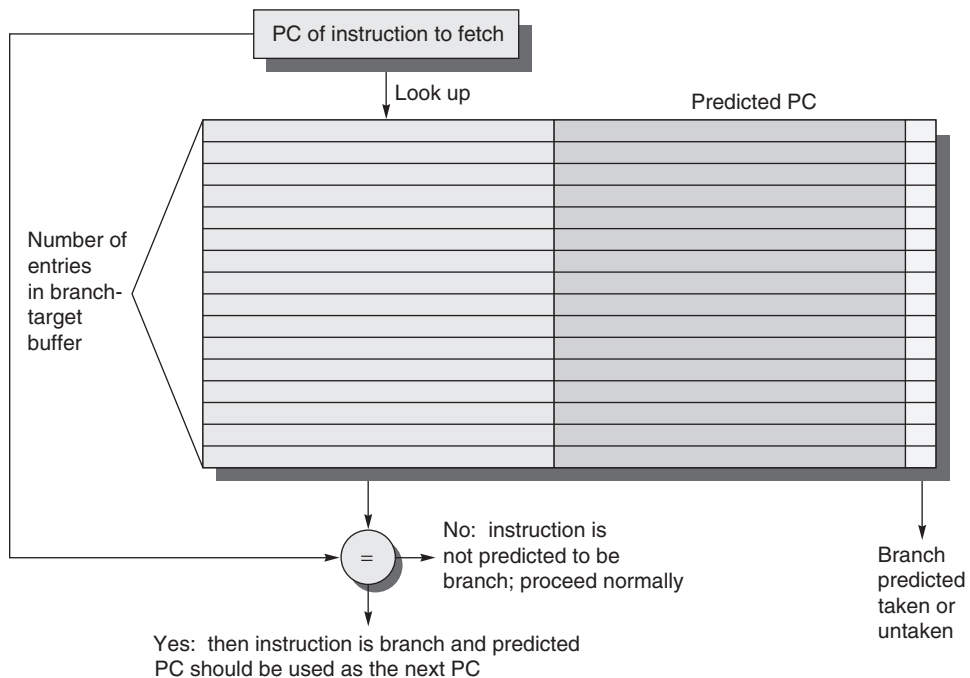 PC of instruction to fetch
Look up
Predicted PC
Number of
entries
in branch-
target
buffer
=
No: instruction is
not predicted to be
branch; proceed normally
Branch
predicted
taken or
untaken
Yes: then instruction is branch and predicted
PC should be used as the next PC